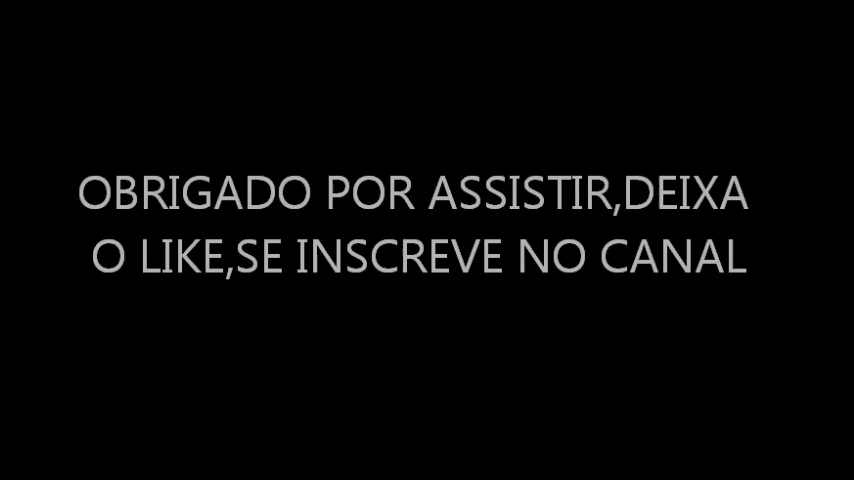 OBRIGADO POR ASSISTIR,DEIXA
O LIKE,SE INSCREVE NO CANAL